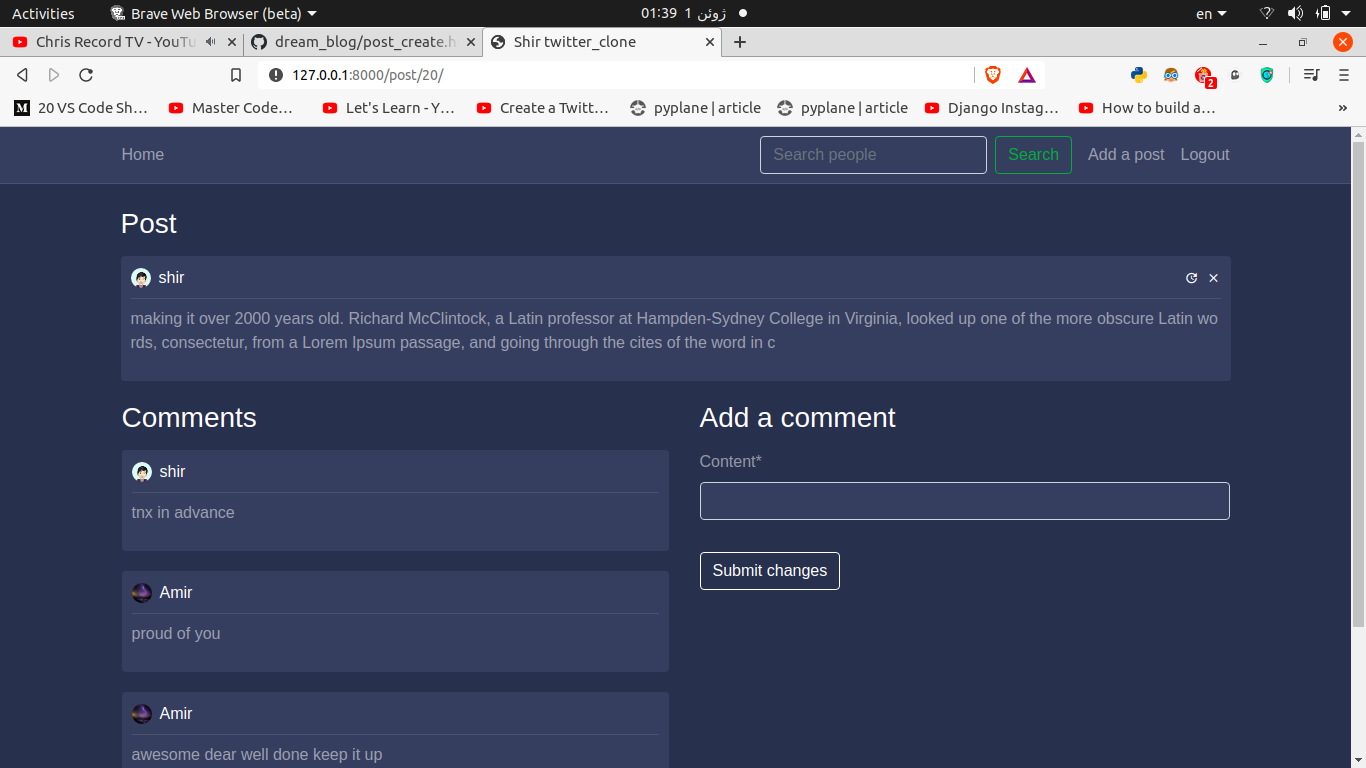 Activities
Brave Web Browser (beta)
01:39 1 ژوئن
en
Chris Record TV - YouTu
dream_blog/post_create.h
Shir twitter_clone
127.0.0.1:8000/post/20/
2
20 VS Code Sh…
Master Code…
Let's Learn - Y…
Create a Twitt…
pyplane | article
pyplane | article
Django Instag…
How to build a…
»
Home
Search people
Search
Add a post
Logout
Post
shir
making it over 2000 years old. Richard McClintock, a Latin professor at Hampden-Sydney College in Virginia, looked up one of the more obscure Latin wo
rds, consectetur, from a Lorem Ipsum passage, and going through the cites of the word in c
Comments
Add a comment
shir
Content*
tnx in advance
Submit changes
Amir
proud of you
Amir
awesome dear well done keep it up